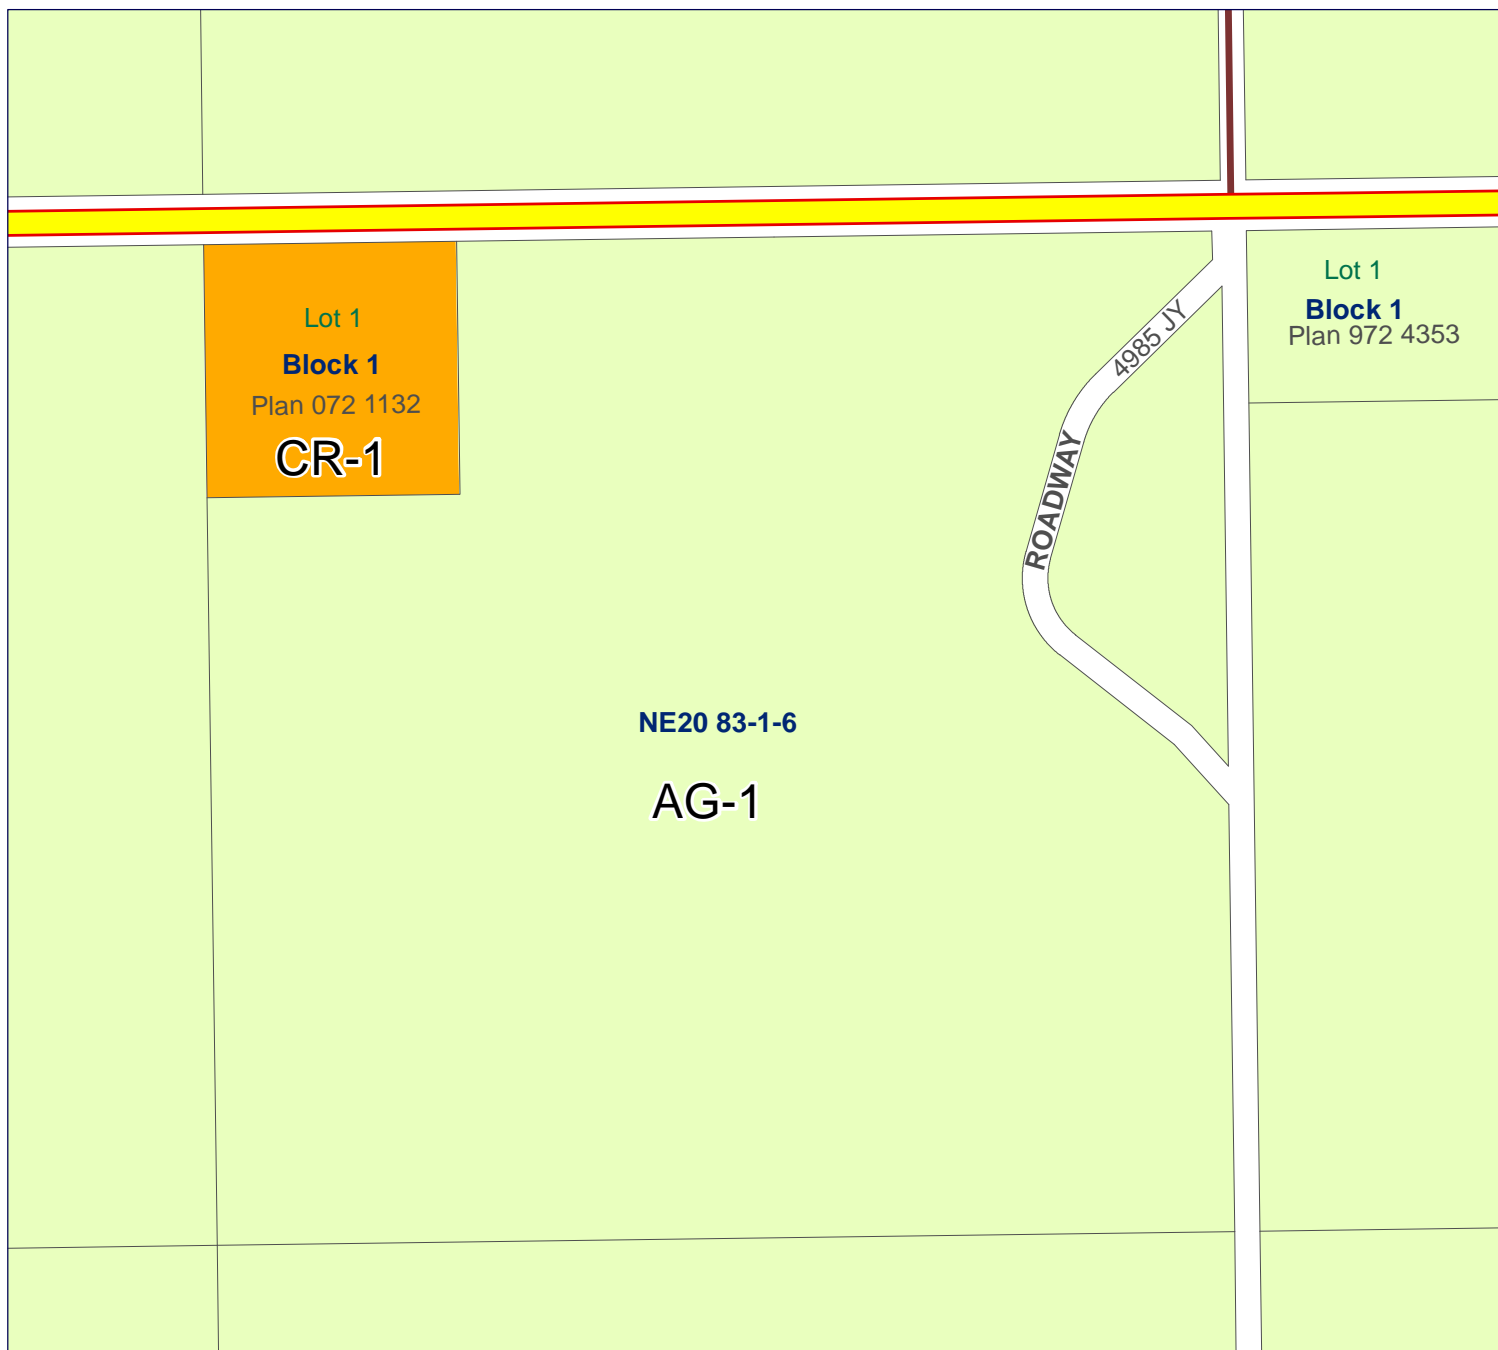 Lot 1
Block 1
Plan 072 1132
CR-1
Lot 1
Block 1
Plan 972 4353
4985 JY
ROADWAY
NE20 83-1-6
AG-1